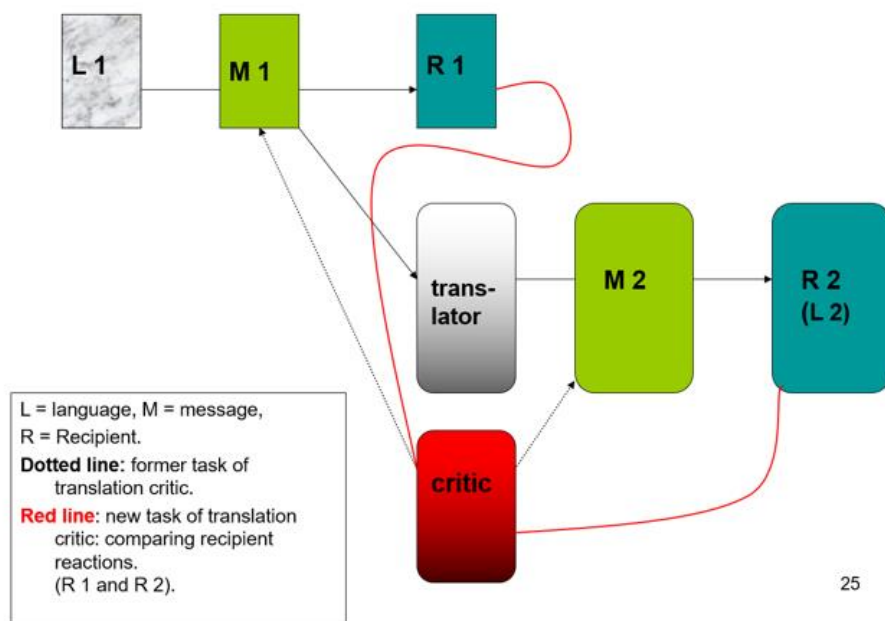 L 1
M 1
R 1
trans-
lator
M 2
R 2
(L 2)
critic
L = language, M = message,
R = Recipient.
Dotted line: former task of
translation critic.
Red line: new task of translation
critic: comparing recipient
reactions.
(R 1 and R 2).
25